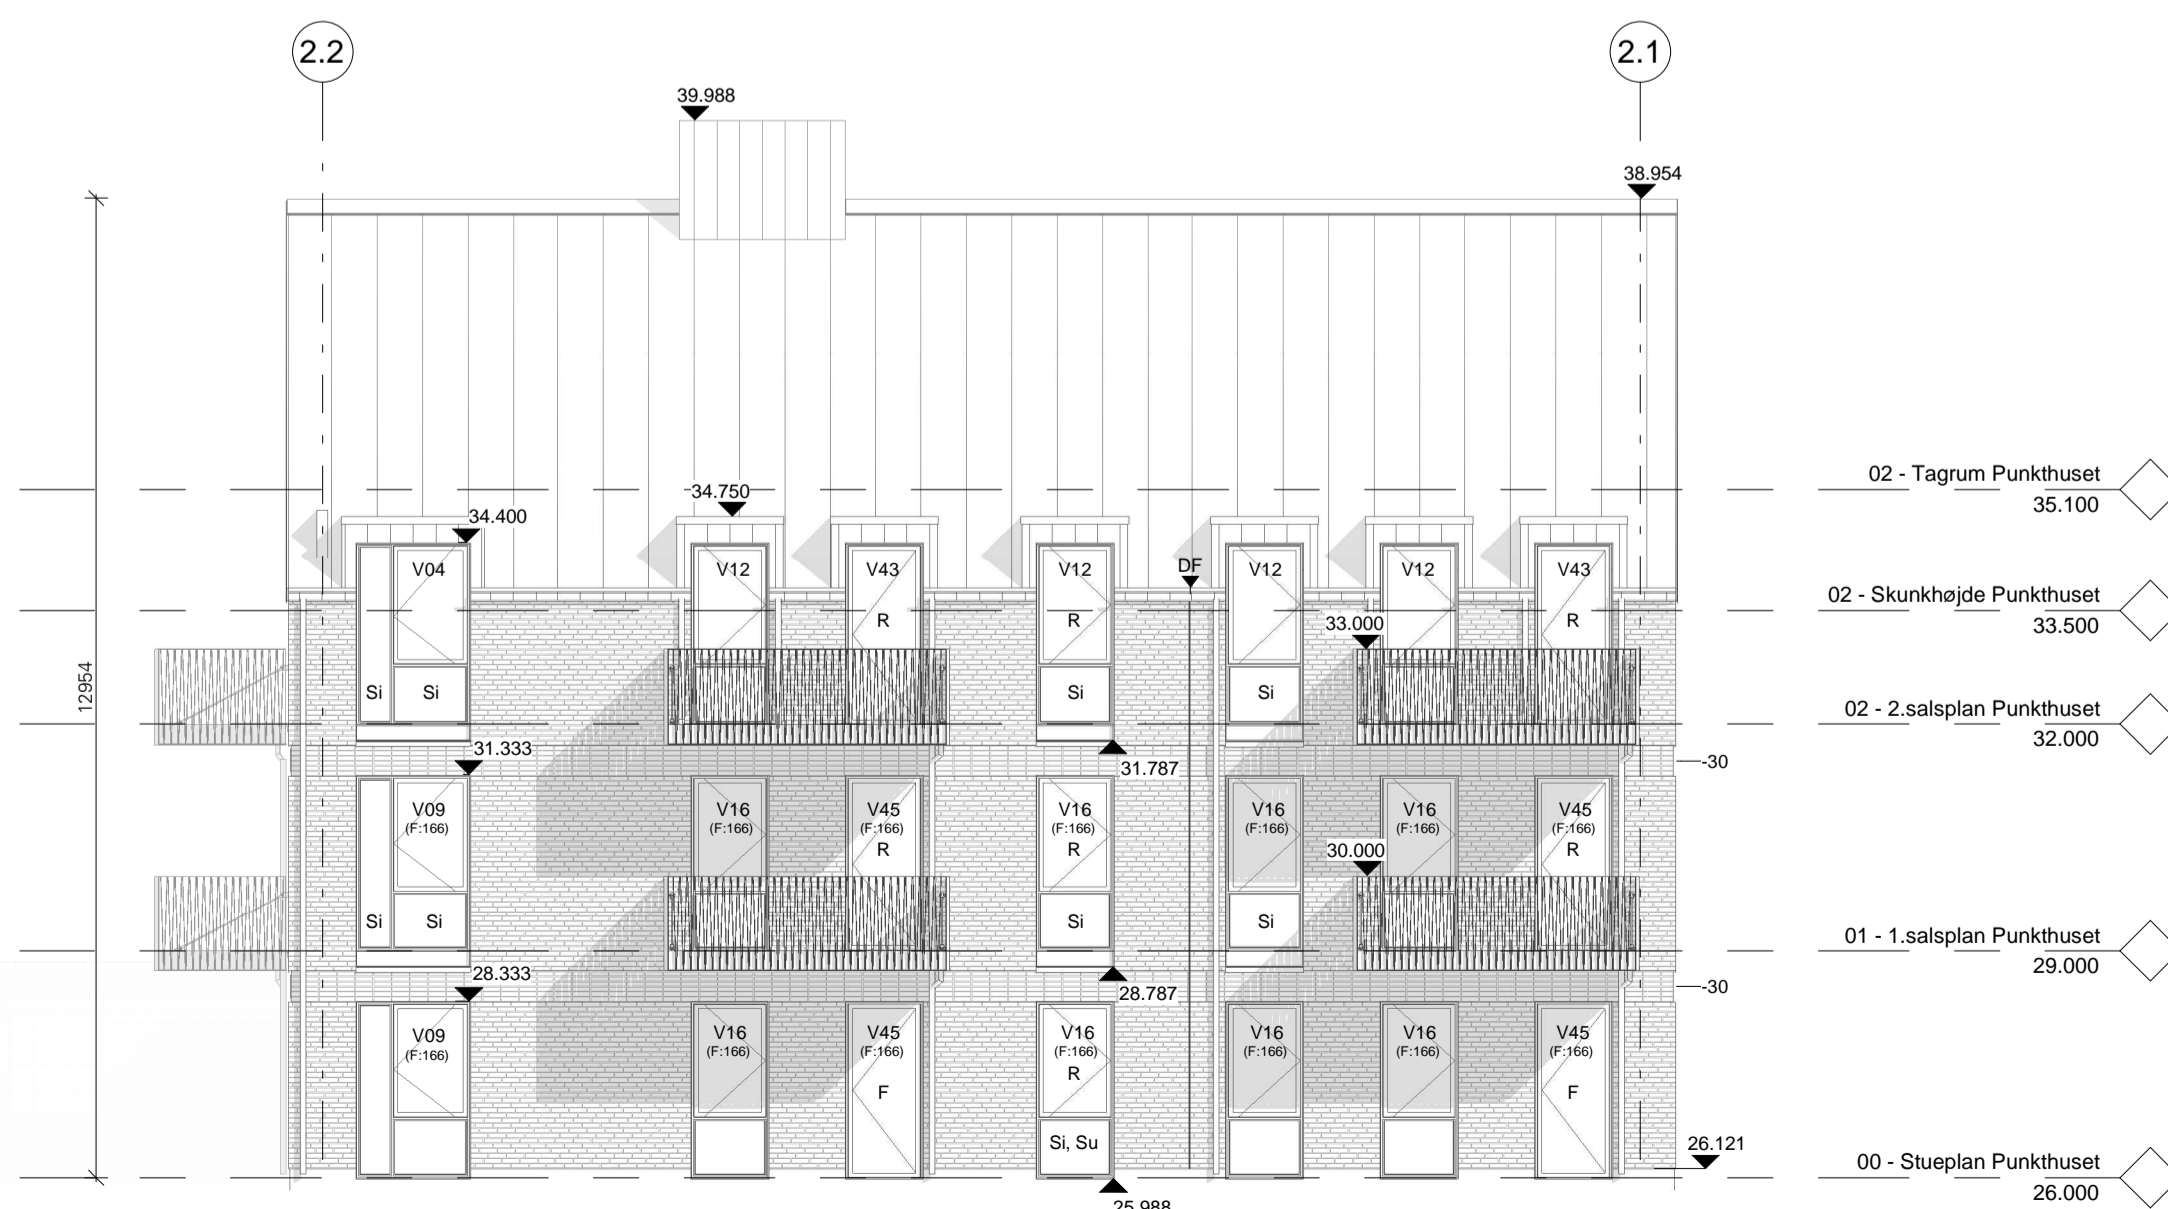 2.2
2.1
39.988
38.954
02 - Tagrum Punkthuset
35.100
34.750
34.400
V04
V12
V43
V12
DF
V12
V12
V43
02 - Skunkhøjde Punkthuset
33.500
R
R
33.000
R
12954
Si
Si
Si
Si
02 - 2.salsplan Punkthuset
32.000
31.333
31.787
-30
V09
(F:166)
V16
(F:166)
V45
(F:166)
R
V16
(F:166)
R
V16
(F:166)
V16
(F:166)
V45
(F:166)
R
30.000
Si
Si
Si
Si
01 - 1.salsplan Punkthuset
29.000
28.333
28.787
-30
V09
(F:166)
V16
(F:166)
V45
(F:166)
F
V16
(F:166)
R
V16
(F:166)
V16
(F:166)
V45
(F:166)
F
Si, Su
26.121
00 - Stueplan Punkthuset
26.000
25.988